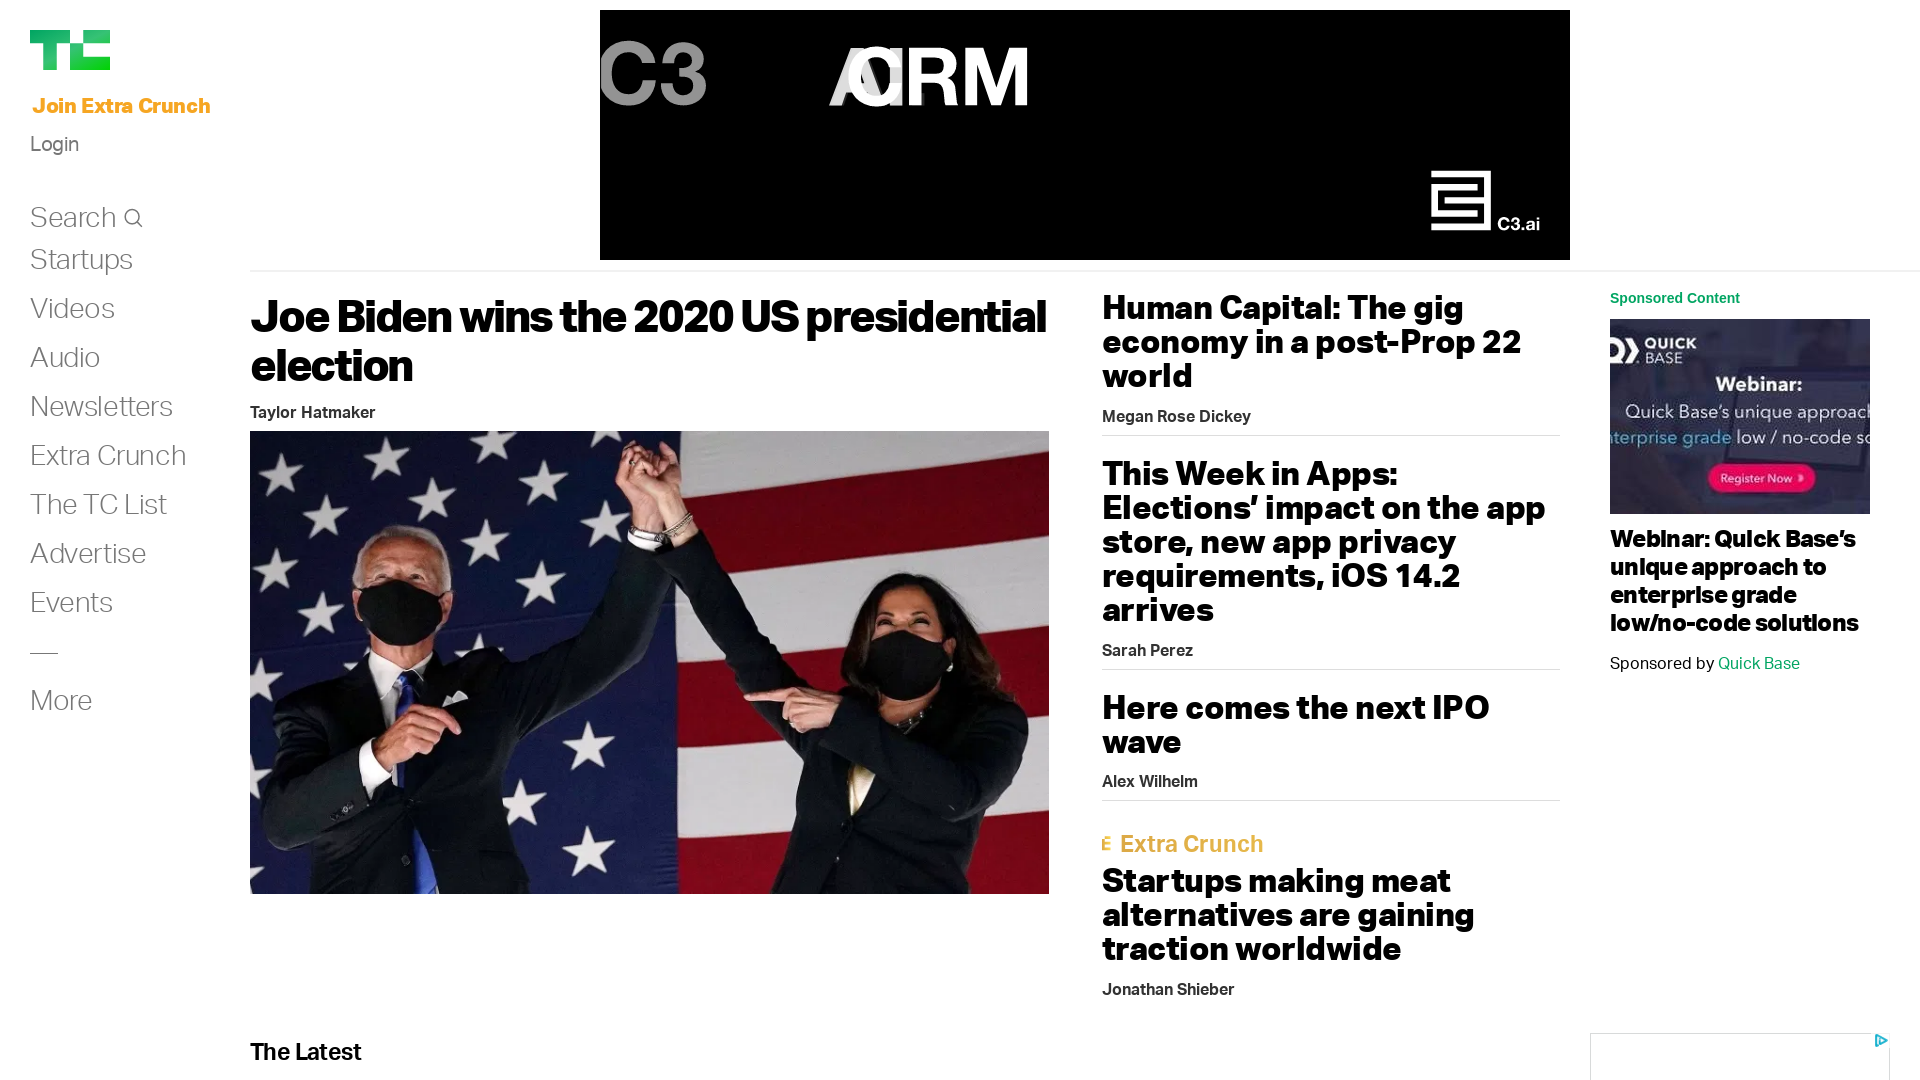 TC
Join Extra Crunch
Login
Search
Startups
Videos
Audio
Newsletters
Extra Crunch
The TC List
Advertise
Events
—
More
C3
CRM
C3.ai
Joe Biden wins the 2020 US presidential
election
Taylor Hatmaker
Human Capital: The gig
economy in a post-Prop 22
world
Megan Rose Dickey
This Week in Apps:
Elections’ impact on the app
store, new app privacy
requirements, iOS 14.2
arrives
Sarah Perez
Here comes the next IPO
wave
Alex Wilhelm
Extra Crunch
Startups making meat
alternatives are gaining
traction worldwide
Jonathan Shieber
Sponsored Content
QUICK
BASE
Webinar:
Quick Base’s unique
grade low / no-code
Register Now
Webinar: Quick Base’s
unique approach to
enterprise grade
low/no-code solutions
Sponsored by Quick Base
The Latest